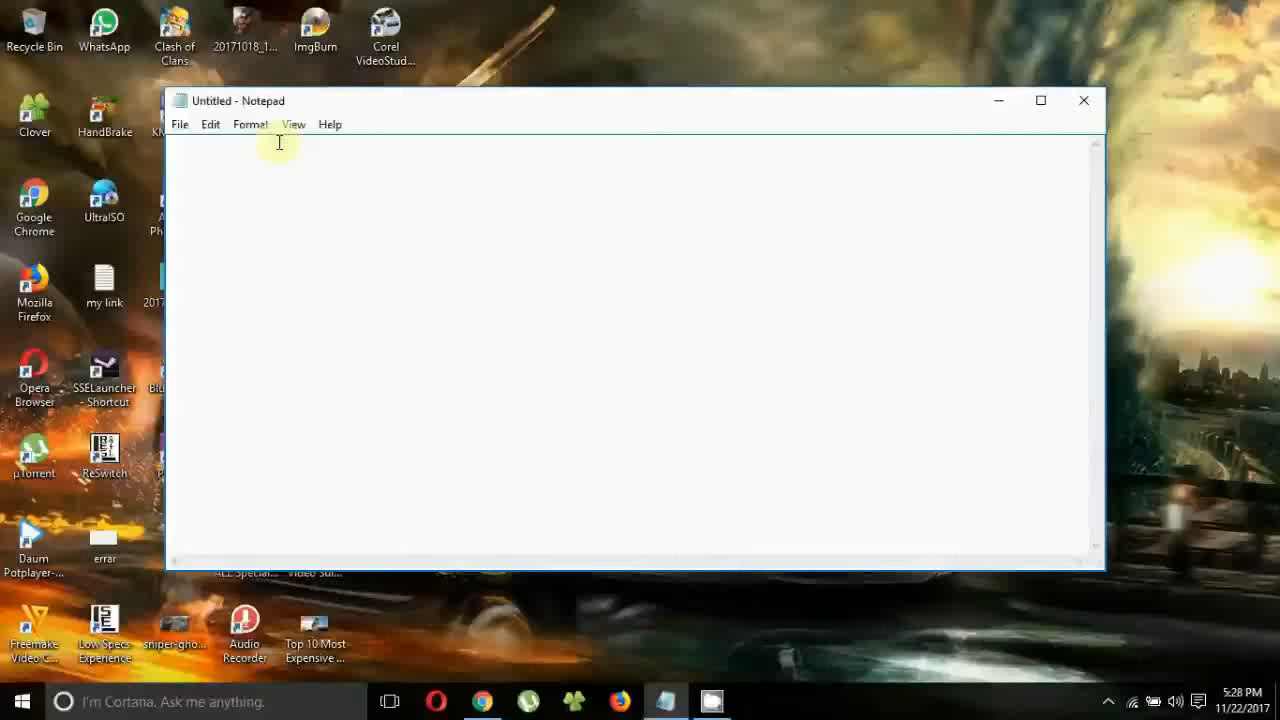 Recycle Bin
WhatsApp
Clash of
Clans
20171018_1...
ImgBurn
Corel
VideoStud...
Untitled - Notepad
File Edit Format View Help
Clover
HandBrake
Google
Chrome
UltraISO
Mozilla
Firefox
my link
Opera
Browser
SSELauncher
- Shortcut
µTorrent
ReSwitch
Daum
Potplayer-...
errar
Freemake
Video C...
Low Specs
Experience
sniper-gho...
Audio
Recorder
Top 10 Most
Expensive ...
I'm Cortana. Ask me anything.
5:28 PM
11/22/2017